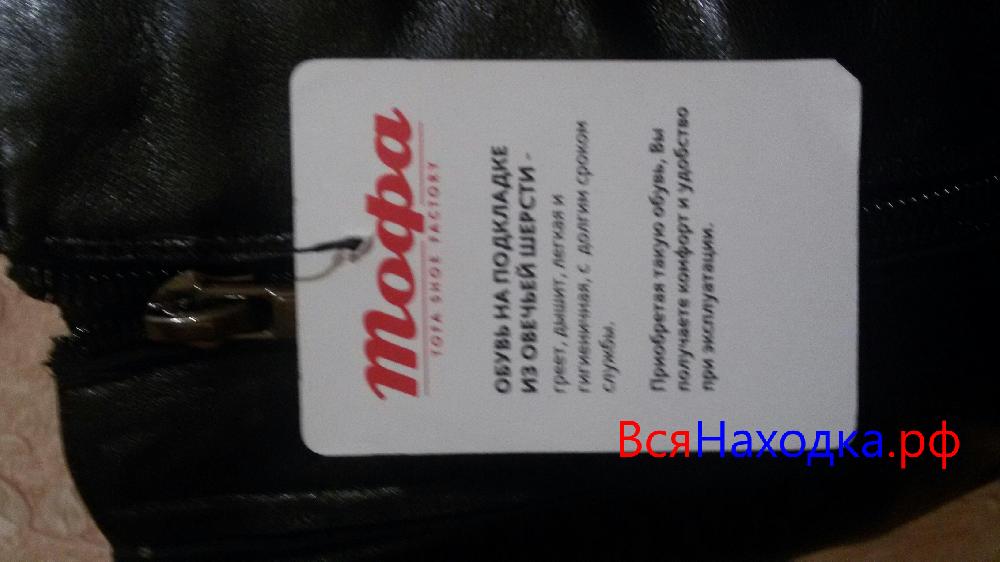 тофа
TOFA SHOE FACTORY
ОБУВЬ НА ПОДКЛАДКЕ
ИЗ ОВЕЧЬЕЙ ШЕРСТИ -
греет, дышит, легкая и
гигиеничная, с долгим сроком
службы.
Приобретая такую обувь, Вы
получаете комфорт и удобство
при эксплуатации.
ВсяНаходка.рф